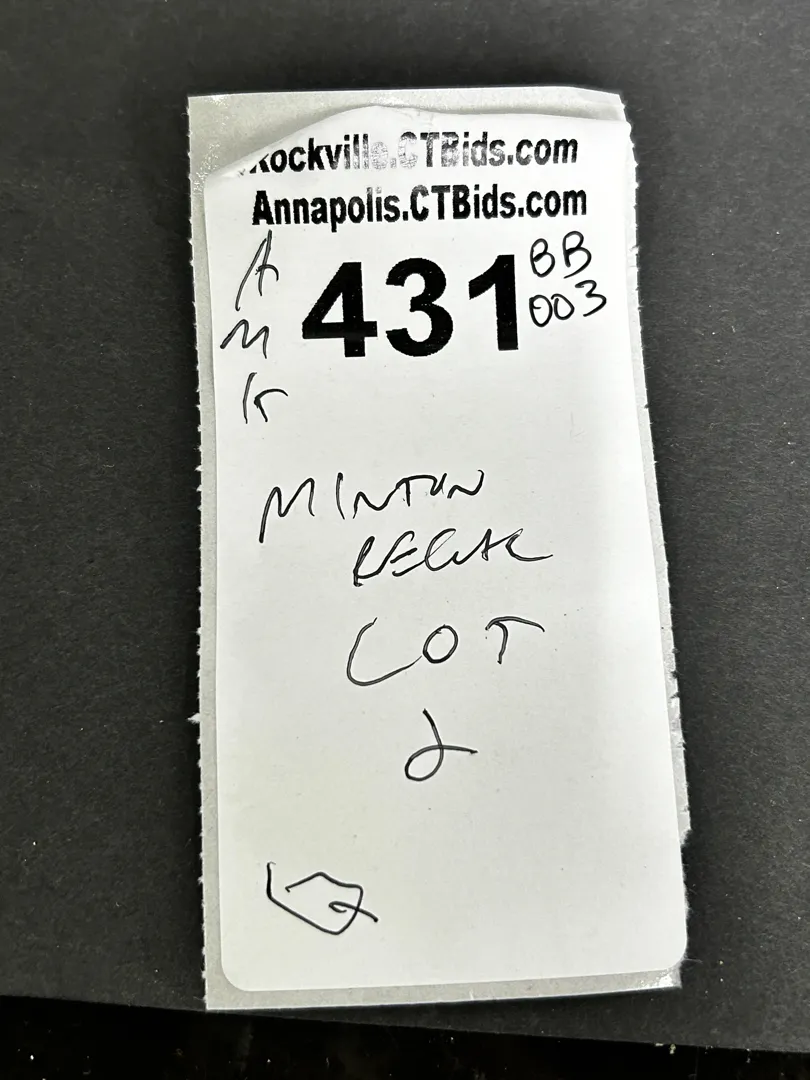 Rockville.CTBids.com
Annapolis.CTBids.com
431
BB
003
A
M
K
MINTON
LOT
2